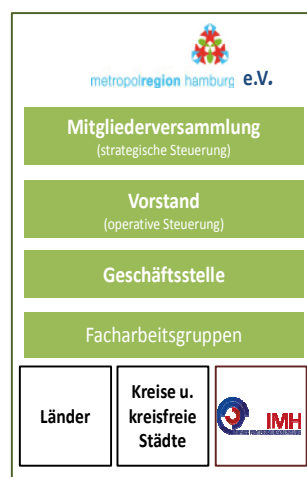 metropolregion hamburg e.V.
Mitgliederversammlung
(strategische Steuerung)
Vorstand
(operative Steuerung)
Geschäftsstelle
Facharbeitsgruppen
Länder
Kreise u.
kreisfreie
Städte
IMH